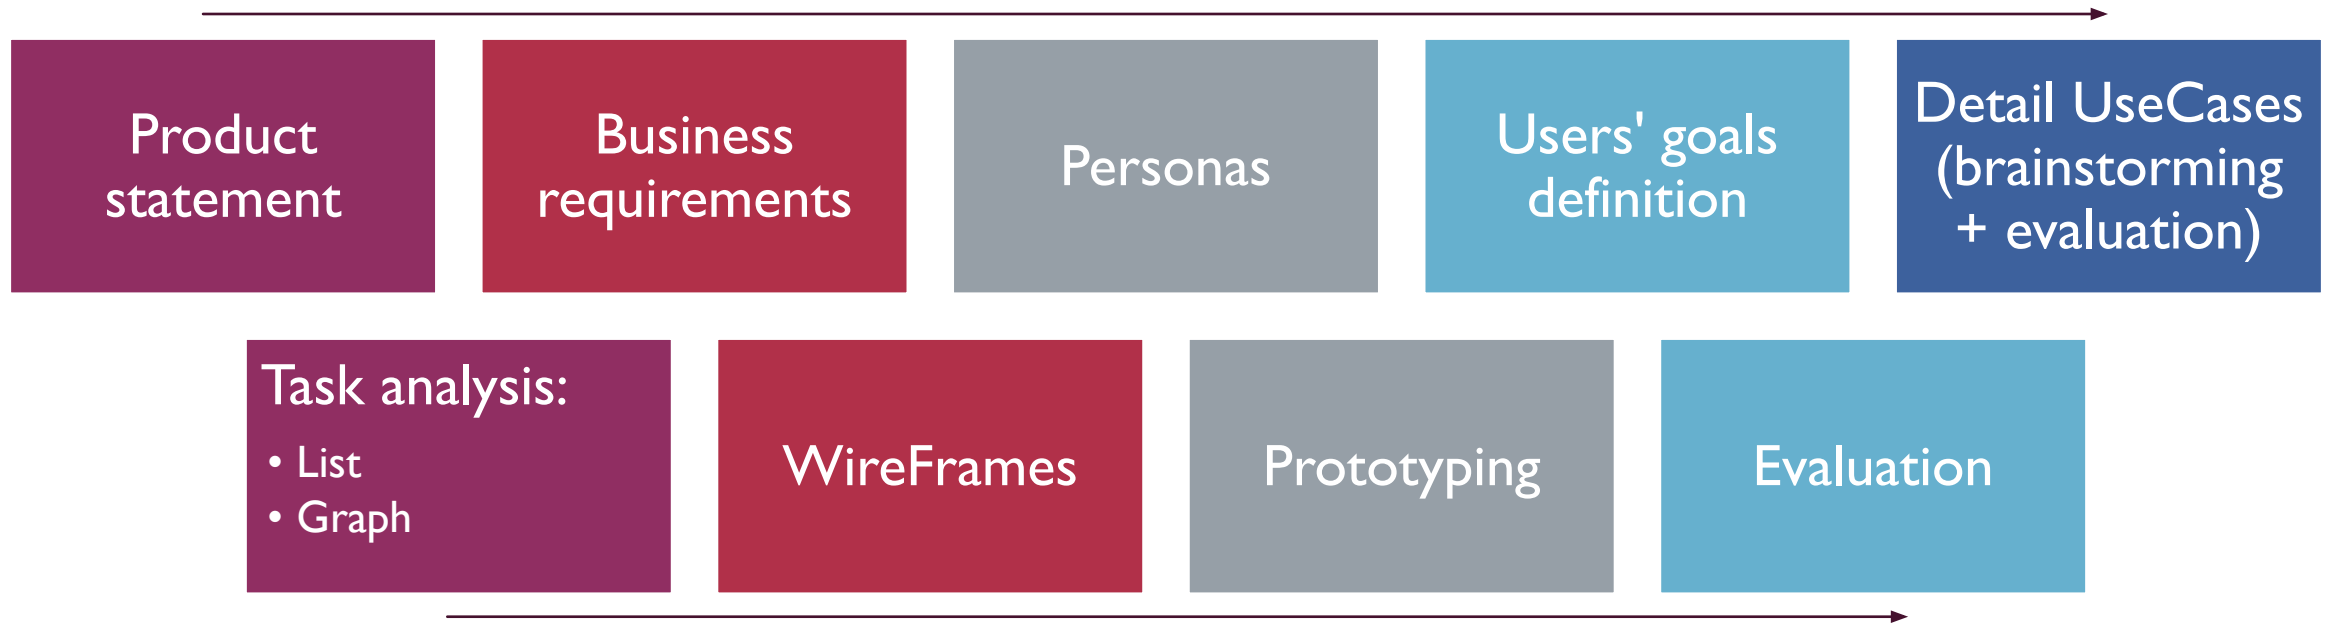 Product
statement
Business
requirements
Personas
Users' goals
definition
Detail UseCases
(brainstorming
+ evaluation)
Task analysis:
• List
• Graph
WireFrames
Prototyping
Evaluation